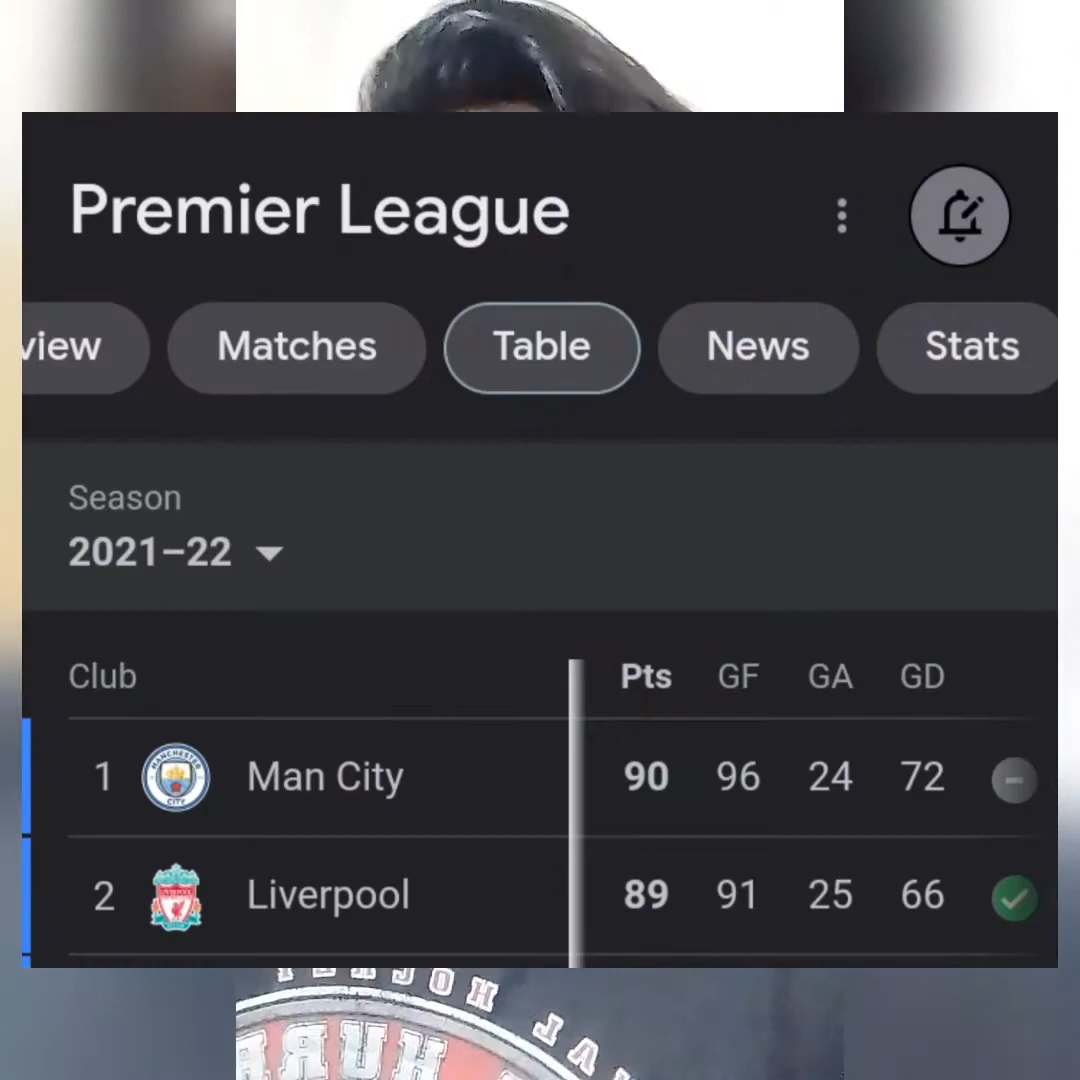 Premier League
view
Matches
Table
News
Stats
Season
2021–22
Club Pts GF GA GD
1 Man City 90 96 24 72
2 Liverpool 89 91 25 66